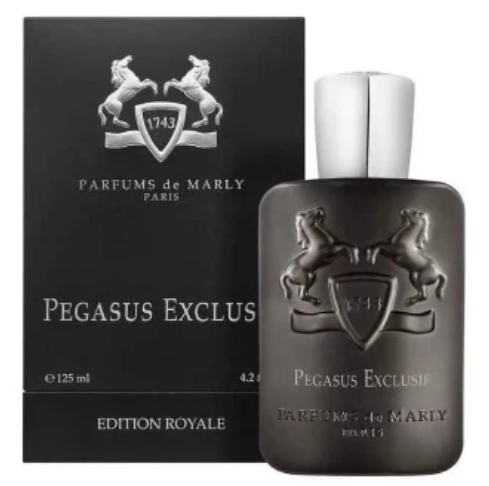 1743
PARFUMS de MARLY
PARIS
PEGASUS EXCLUS
℮ 125 ml
4.2
EDITION ROYALE
1743
PEGASUS EXCLUSIF
PARFUMS de MARLY
PARIS